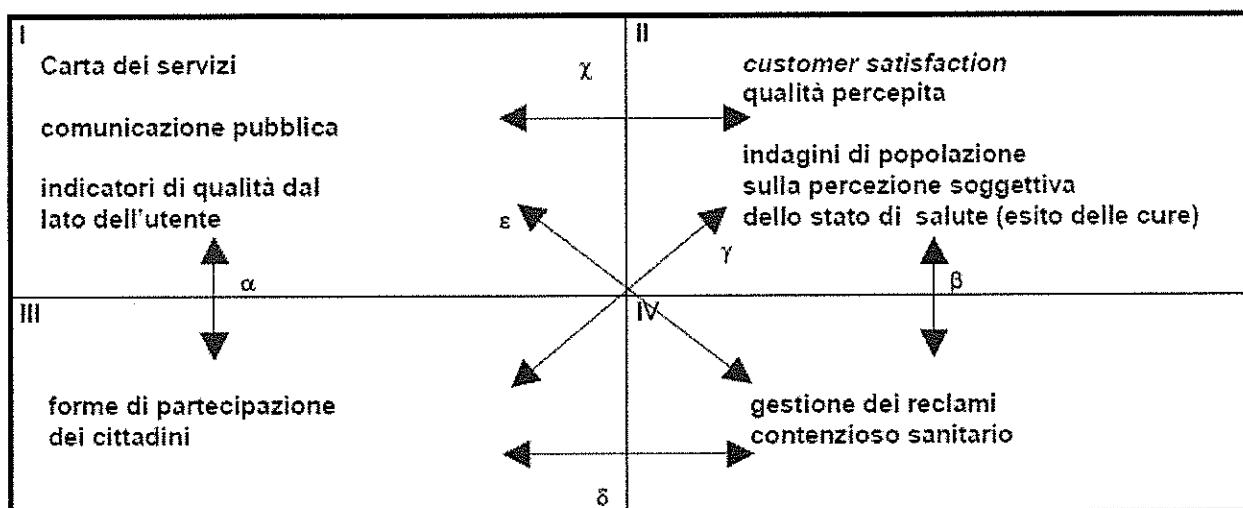 I
Carta dei servizi
comunicazione pubblica
indicatori di qualità dal
lato dell'utente
χ
II
customer satisfaction
qualità percepita
indagini di popolazione
sulla percezione soggettiva
dello stato di salute (esito delle cure)
ε
γ
α
β
III
forme di partecipazione
dei cittadini
IV
gestione dei reclami
contenzioso sanitario
δ